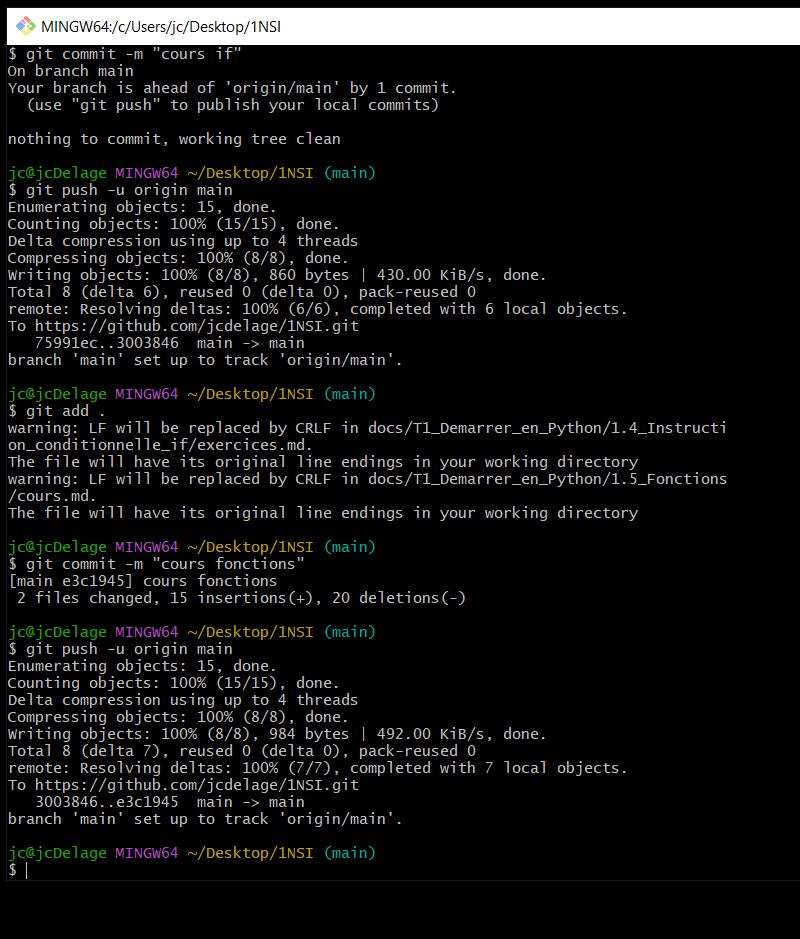 MINGW64:/c/Users/jc/Desktop/1NSI
$ git commit -m "cours if"
On branch main
Your branch is ahead of 'origin/main' by 1 commit.
  (use "git push" to publish your local commits)
nothing to commit, working tree clean
jc@jcDelage MINGW64 ~/Desktop/1NSI (main)
$ git push -u origin main
Enumerating objects: 15, done.
Counting objects: 100% (15/15), done.
Delta compression using up to 4 threads
Compressing objects: 100% (8/8), done.
Writing objects: 100% (8/8), 860 bytes | 430.00 KiB/s, done.
Total 8 (delta 6), reused 0 (delta 0), pack-reused 0
remote: Resolving deltas: 100% (6/6), completed with 6 local objects.
To https://github.com/jcdelage/1NSI.git
   75991ec..3003846  main -> main
branch 'main' set up to track 'origin/main'.
jc@jcDelage MINGW64 ~/Desktop/1NSI (main)
$ git add .
warning: LF will be replaced by CRLF in docs/T1_Demarrer_en_Python/1.4_Instructi
on_conditionnelle_if/exercices.md.
The file will have its original line endings in your working directory
warning: LF will be replaced by CRLF in docs/T1_Demarrer_en_Python/1.5_Fonctions
/cours.md.
The file will have its original line endings in your working directory
jc@jcDelage MINGW64 ~/Desktop/1NSI (main)
$ git commit -m "cours fonctions"
[main e3c1945] cours fonctions
 2 files changed, 15 insertions(+), 20 deletions(-)
jc@jcDelage MINGW64 ~/Desktop/1NSI (main)
$ git push -u origin main
Enumerating objects: 15, done.
Counting objects: 100% (15/15), done.
Delta compression using up to 4 threads
Compressing objects: 100% (8/8), done.
Writing objects: 100% (8/8), 984 bytes | 492.00 KiB/s, done.
Total 8 (delta 7), reused 0 (delta 0), pack-reused 0
remote: Resolving deltas: 100% (7/7), completed with 7 local objects.
To https://github.com/jcdelage/1NSI.git
   3003846..e3c1945  main -> main
branch 'main' set up to track 'origin/main'.
jc@jcDelage MINGW64 ~/Desktop/1NSI (main)
$